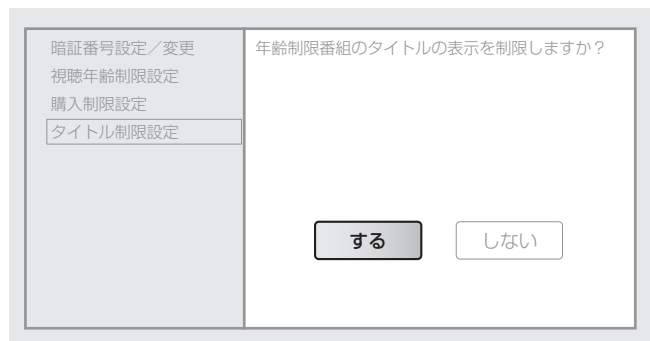 暗証番号設定／変更
視聴年齢制限設定
購入制限設定
タイトル制限設定
年齢制限番組のタイトルの表示を制限しますか？
する
しない